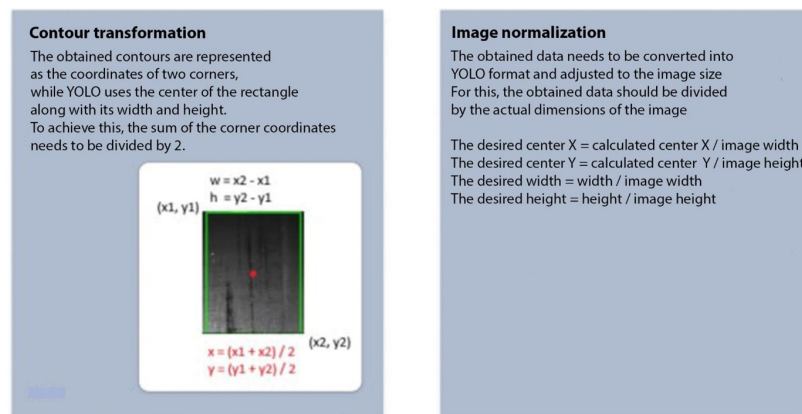 Contour transformation
The obtained contours are represented
as the coordinates of two corners,
while YOLO uses the center of the rectangle
along with its width and height.
To achieve this, the sum of the corner coordinates
needs to be divided by 2.
w = x2 - x1
h = y2 - y1
(x1, y1)
(x2, y2)
x = (x1 + x2) / 2
y = (y1 + y2) / 2
Image normalization
The obtained data needs to be converted into
YOLO format and adjusted to the image size
For this, the obtained data should be divided
by the actual dimensions of the image
The desired center X = calculated center X / image width
The desired center Y = calculated center Y / image height
The desired width = width / image width
The desired height = height / image height